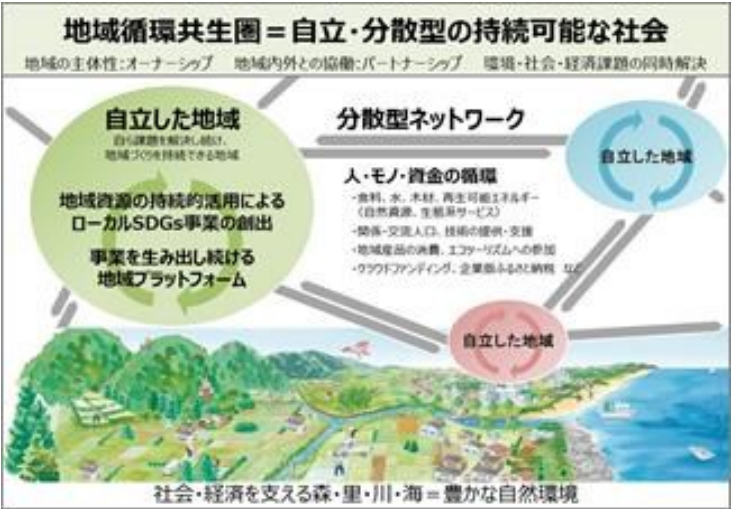 地域循環共生圏＝自立・分散型の持続可能な社会
地域の主体性:オーナーシップ　地域内外との協働:パートナーシップ　環境・社会・経済課題の同時解決
自立した地域
自ら課題を解決し続け、
地域づくりを持続できる地域
地域資源の持続的活用による
ローカルSDGs事業の創出
事業を生み出し続ける
地域プラットフォーム
分散型ネットワーク
人・モノ・資金の循環
・食料、水、木材、再生可能エネルギー
（自然資源、生態系サービス）
・関係・交流人口、技術の提供・支援
・地域産品の消費、エコツーリズムへの参加
・クラウドファンディング、企業版ふるさと納税　など
自立した地域
自立した地域
社会・経済を支える森・里・川・海＝豊かな自然環境